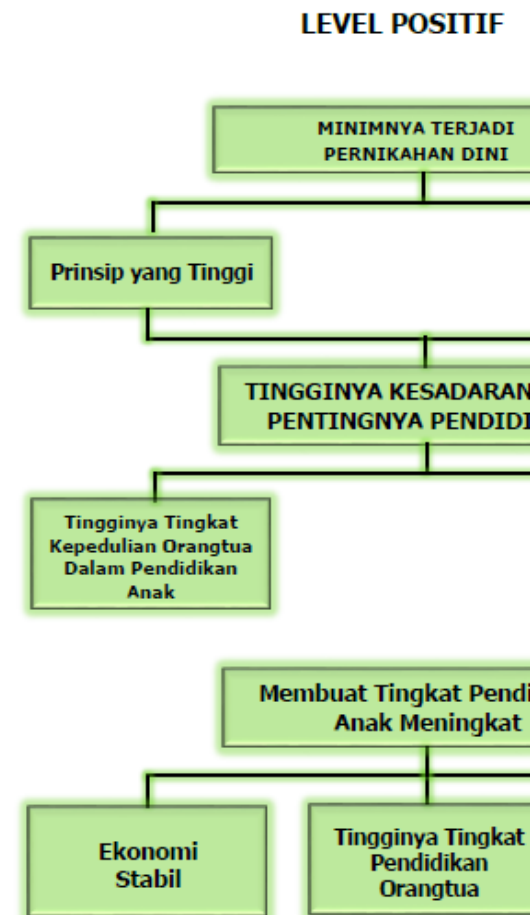 LEVEL POSITIF
MINIMNYA TERJADI
PERNIKAHAN DINI
Prinsip yang Tinggi
TINGGINYA KESADARAN
PENTINGNYA
Tingginya Tingkat
Kepedulian Orangtua
Dalam Pendidikan
Anak
Membuat Tingkat
Anak Meningkat
Ekonomi
Stabil
Tingginya Tingkat
Pendidikan
Orangtua